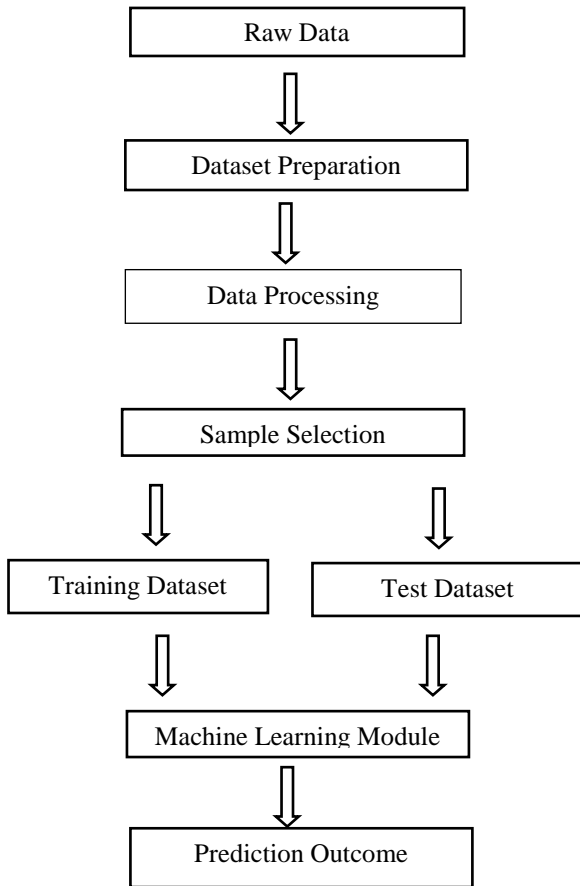 Raw Data
Dataset Preparation
Data Processing
Sample Selection
Training Dataset
Test Dataset
Machine Learning Module
Prediction Outcome